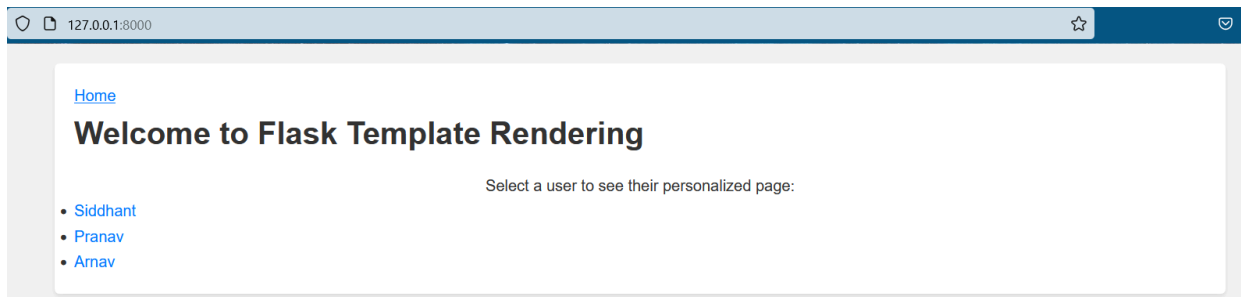 127.0.0.1:8000
Home
Welcome to Flask Template Rendering
Select a user to see their personalized page:
• Siddhant
• Pranav
• Arnav